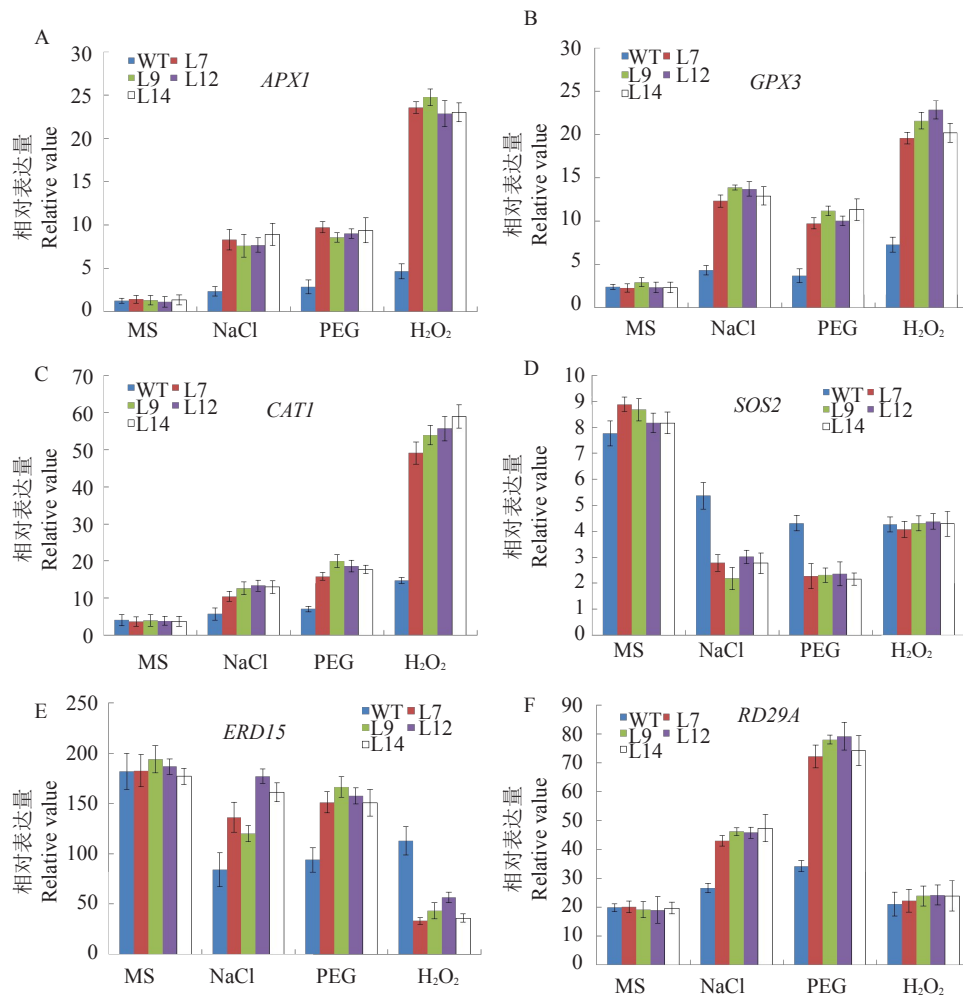 A
WT L7
L9 L12
L14
APX1
相对表达量
Relative value
30
25
20
15
10
5
0
MS NaCl PEG H₂O₂
B
WT L7
L9 L12
L14
GPX3
相对表达量
Relative value
30
25
20
15
10
5
0
MS NaCl PEG H₂O₂
C
WT L7
L9 L12
L14
CAT1
相对表达量
Relative value
70
60
50
40
30
20
10
0
MS NaCl PEG H₂O₂
D
WT L7
L9 L12
L14
SOS2
相对表达量
Relative value
10
9
8
7
6
5
4
3
2
1
0
MS NaCl PEG H₂O₂
E
WT L7
L9 L12
L14
ERD15
相对表达量
Relative value
250
200
150
100
50
0
MS NaCl PEG H₂O₂
F
WT L7
L9 L12
L14
RD29A
相对表达量
Relative value
90
80
70
60
50
40
30
20
10
MS NaCl PEG H₂O₂